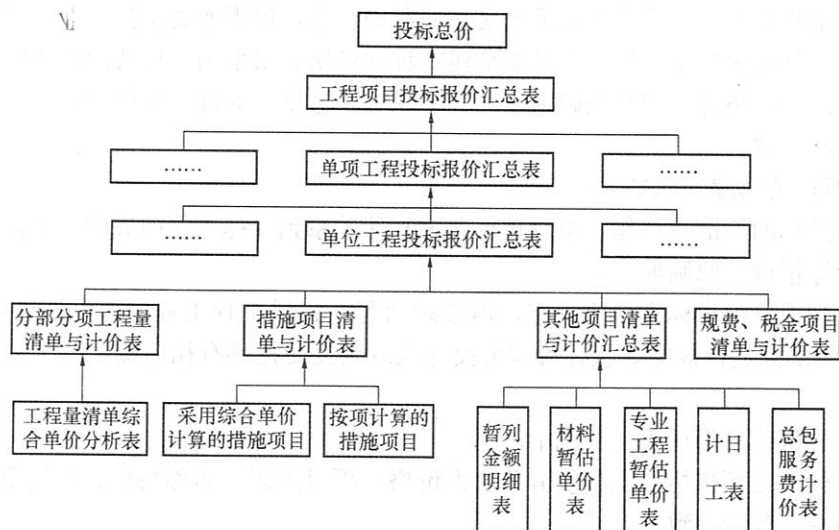 投标总价
工程项目投标报价汇总表
……
单项工程投标报价汇总表
……
……
单位工程投标报价汇总表
……
分部分项工程量
清单与计价表
措施项目清
单与计价表
其他项目清单
与计价汇总表
规费、税金项目
清单与计价表
工程量清单综
合单价分析表
采用综合单价
计算的措施项目
按项计算的
措施项目
暂列
金额
明细
表
材料
暂估
单价
表
专业
工程
暂估
单价
表
计日
工表
总包
服务
费计
价表